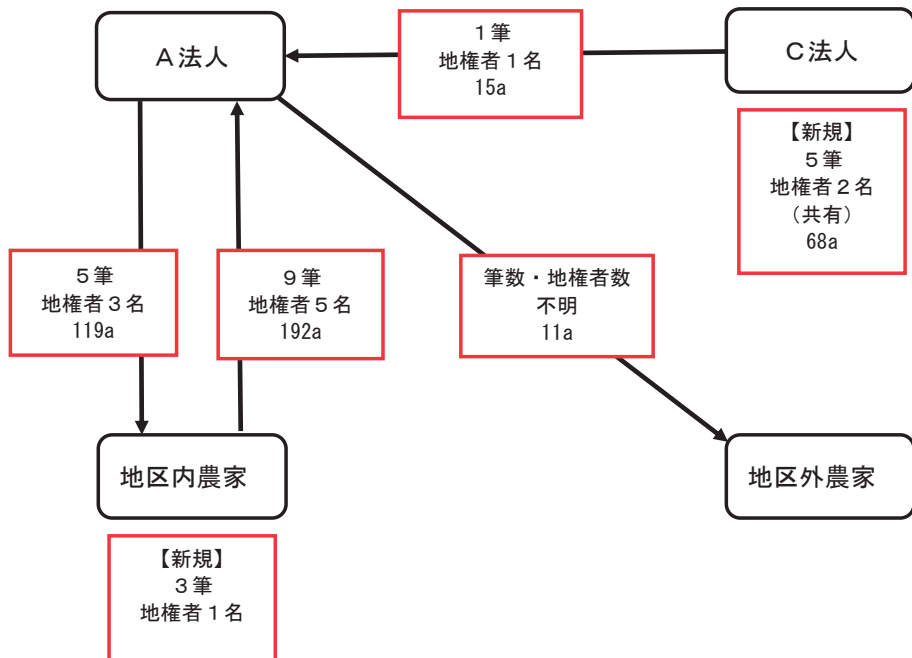 A法人
1筆
地権者1名
15a
C法人
【新規】
5筆
地権者2名
（共有）
68a
5筆
地権者3名
119a
9筆
地権者5名
192a
筆数・地権者数
不明
11a
地区内農家
地区外農家
【新規】
3筆
地権者1名